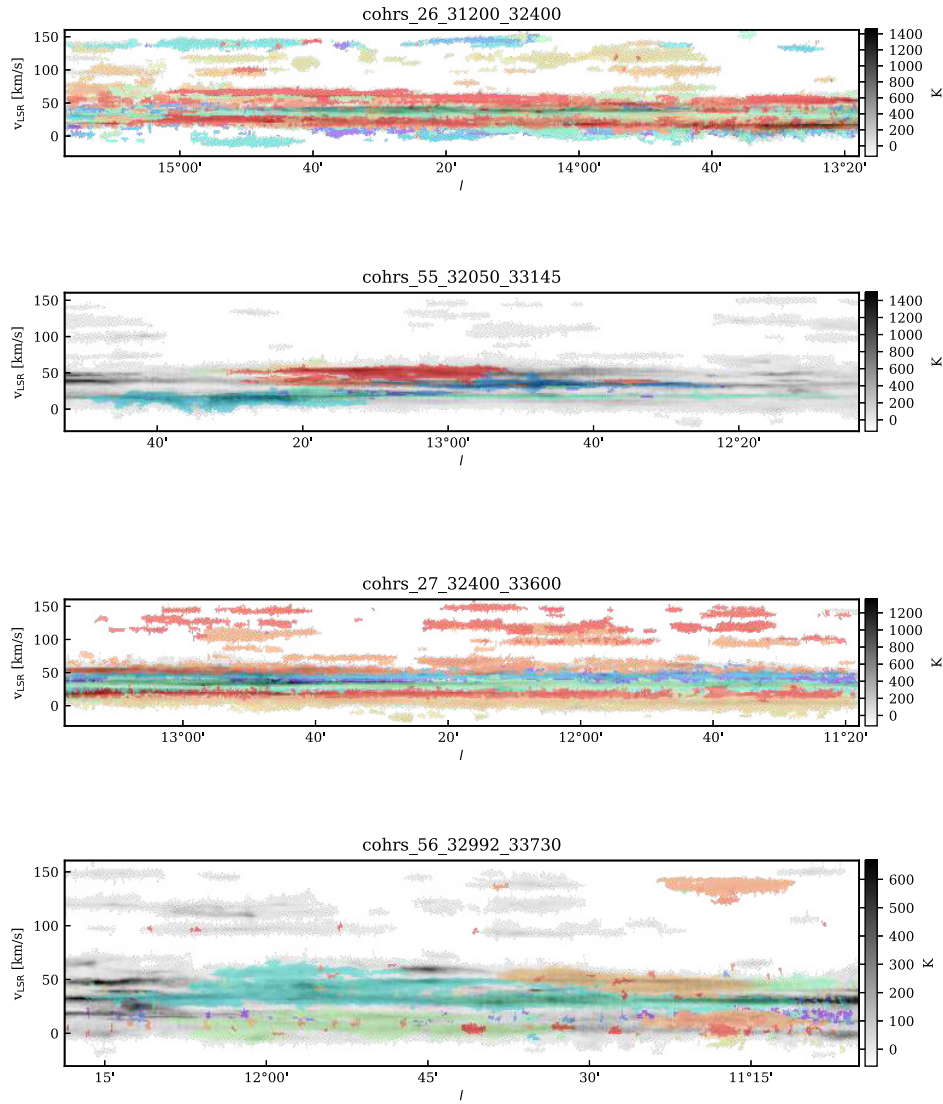 cohrs_26_31200_32400
150
100
50
0
v_LSR [km/s]
15°00' 40' 20' 14°00' 40' 13°20'
l
1400
1200
1000
800
600
400
200
0
K
cohrs_55_32050_33145
150
100
50
0
v_LSR [km/s]
40' 20' 13°00' 40' 12°20'
l
1400
1200
1000
800
600
400
200
0
K
cohrs_27_32400_33600
150
100
50
0
v_LSR [km/s]
13°00' 40' 20' 12°00' 40' 11°20'
l
1200
1000
800
600
400
200
0
K
cohrs_56_32992_33730
150
100
50
0
v_LSR [km/s]
15' 12°00' 45' 30' 11°15'
l
600
500
400
300
200
100
0
K